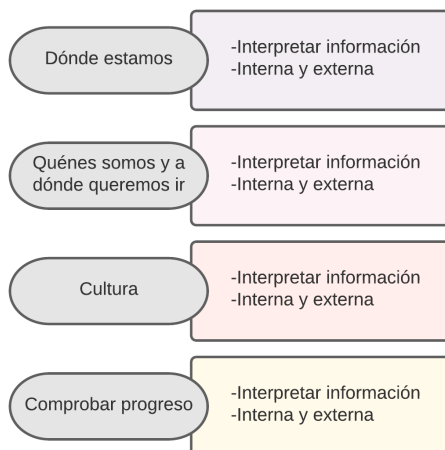 Dónde estamos
-Interpretar información
-Interna y externa
Quénes somos y a
dónde queremos ir
-Interpretar información
-Interna y externa
Cultura
-Interpretar información
-Interna y externa
Comprobar progreso
-Interpretar información
-Interna y externa